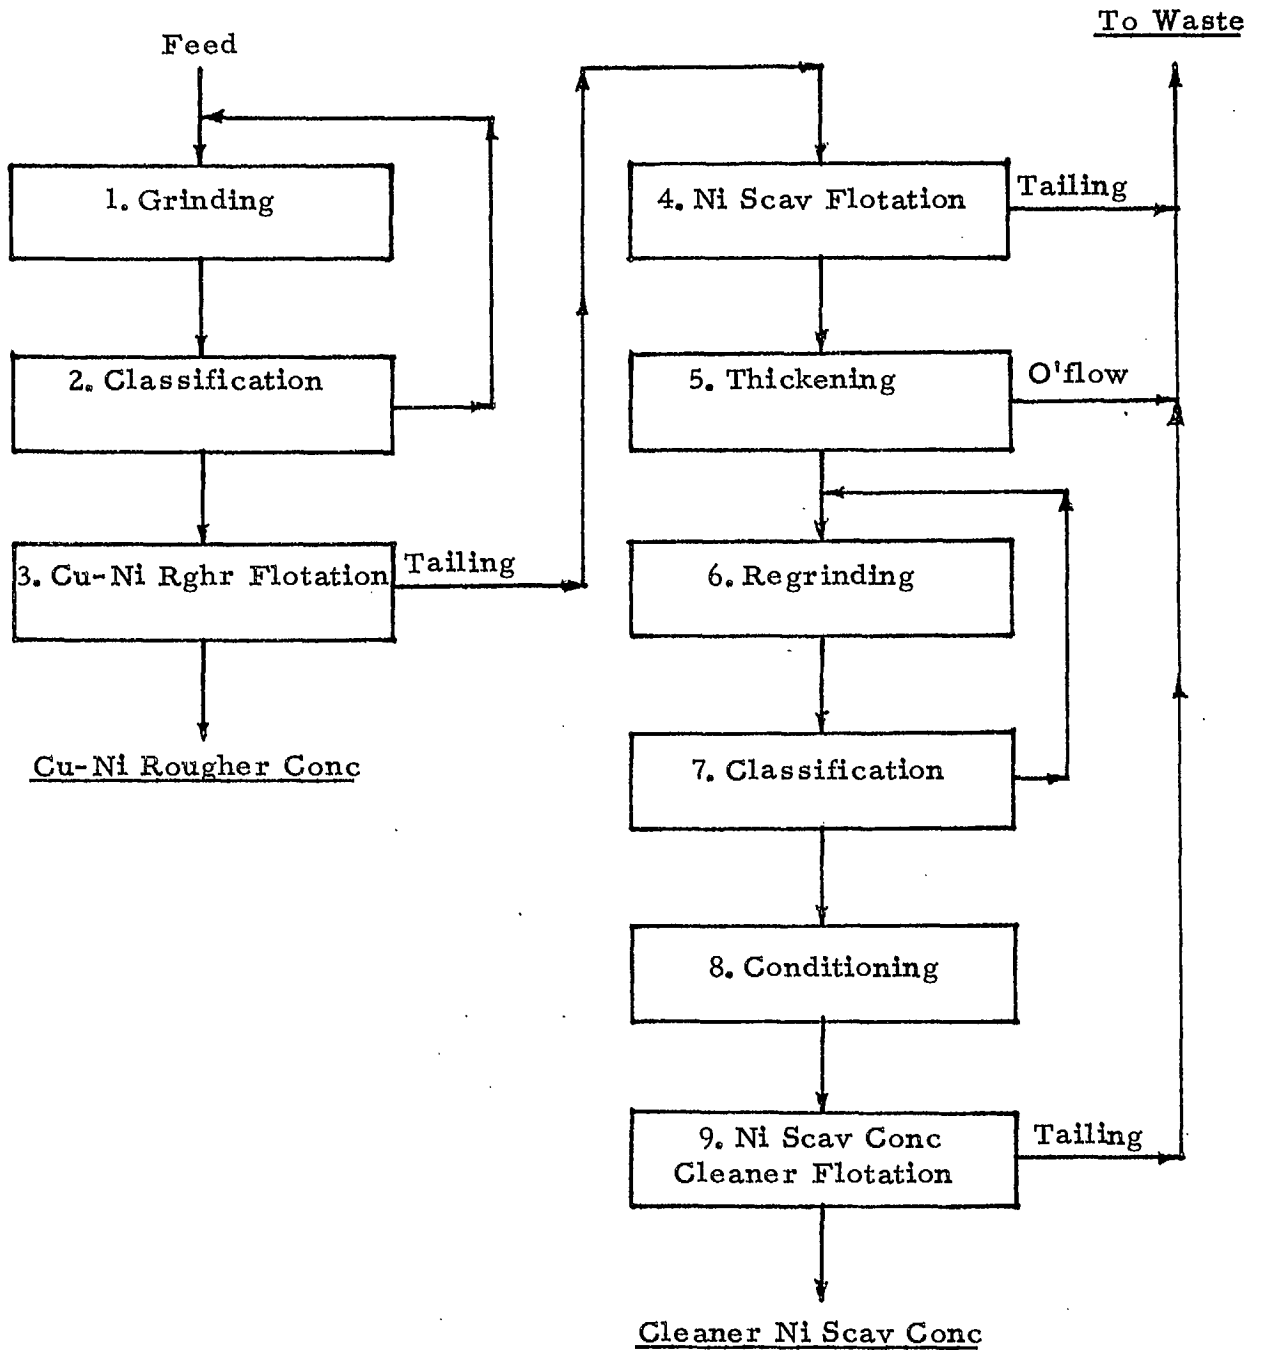 Feed
1. Grinding
2. Classification
3. Cu-Ni Rghr Flotation
Tailing
Cu-Ni Rougher Conc
To Waste
4. Ni Scav Flotation
Tailing
5. Thickening
O'flow
6. Regrinding
7. Classification
8. Conditioning
9. Ni Scav Conc
Cleaner Flotation
Tailing
Cleaner Ni Scav Conc